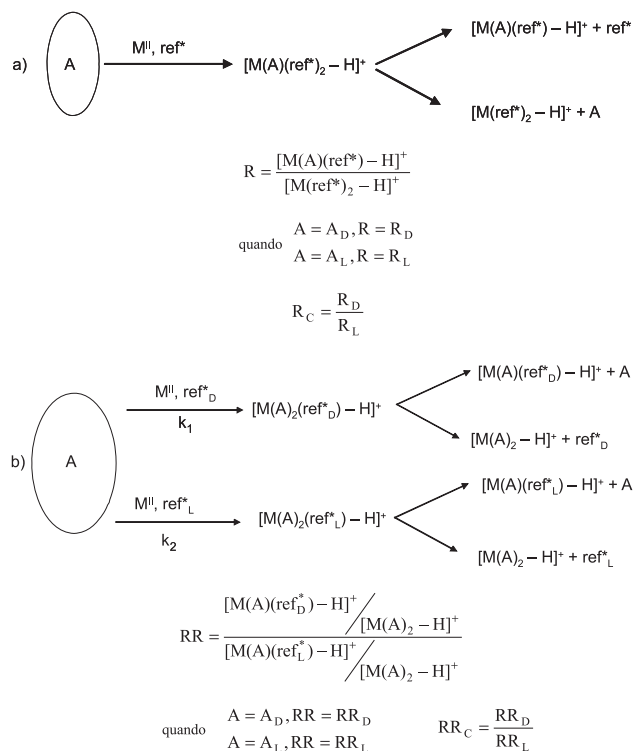 [M(A)(ref*) – H]⁺ + ref*
a) A Mᴵᴵ, ref* [M(A)(ref*)₂ – H]⁺
[M(ref*)₂ – H]⁺ + A
R = [M(A)(ref*) – H]⁺ / [M(ref*)₂ – H]⁺
quando A = A_D, R = R_D
A = A_L, R = R_L
R_C = R_D / R_L
[M(A)(ref*_D) – H]⁺ + A
Mᴵᴵ, ref*_D [M(A)₂(ref*_D) – H]⁺
k₁
[M(A)₂ – H]⁺ + ref*_D
b) A
[M(A)(ref*_L) – H]⁺ + A
Mᴵᴵ, ref*_L [M(A)₂(ref*_L) – H]⁺
k₂
[M(A)₂ – H]⁺ + ref*_L
RR = [M(A)(ref*_D) – H]⁺ / [M(A)₂ – H]⁺
[M(A)(ref*_L) – H]⁺ / [M(A)₂ – H]⁺
quando A = A_D, RR = RR_D RR_C = RR_D / RR_L
A = A_L, RR = RR_L